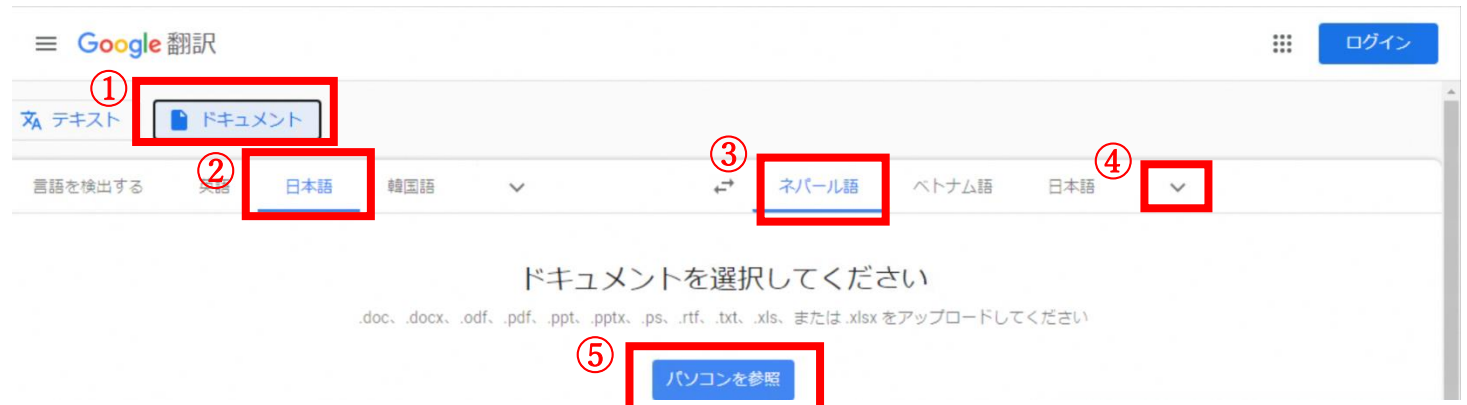 Google 翻訳
ログイン
①
テキスト
ドキュメント
②
③
④
言語を検出する 英語 日本語 韓国語
ネパール語 ベトナム語 日本語
ドキュメントを選択してください
.doc、.docx、.odf、.pdf、.ppt、.pptx、.ps、.rtf、.txt、.xls、または .xlsx をアップロードしてください
⑤
パソコンを参照